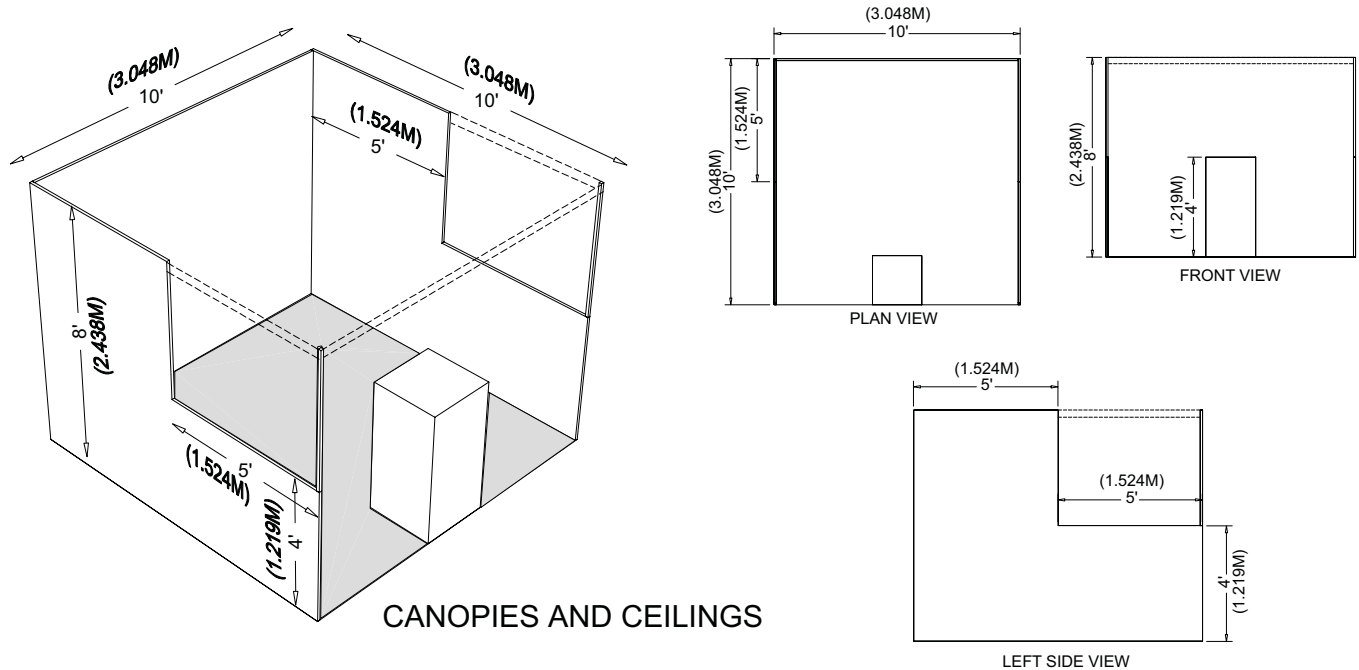 (3.048M)
10'
(3.048M)
10'
(1.524M)
5'
8'
(2.438M)
5'
(1.524M)
4'
(1.219M)
CANOPIES AND CEILINGS
(3.048M)
10'
(1.524M)
5'
(3.048M)
10'
PLAN VIEW
(2.438M)
8'
(1.219M)
4'
FRONT VIEW
(1.524M)
5'
(1.524M)
5'
4'
(1.219M)
LEFT SIDE VIEW